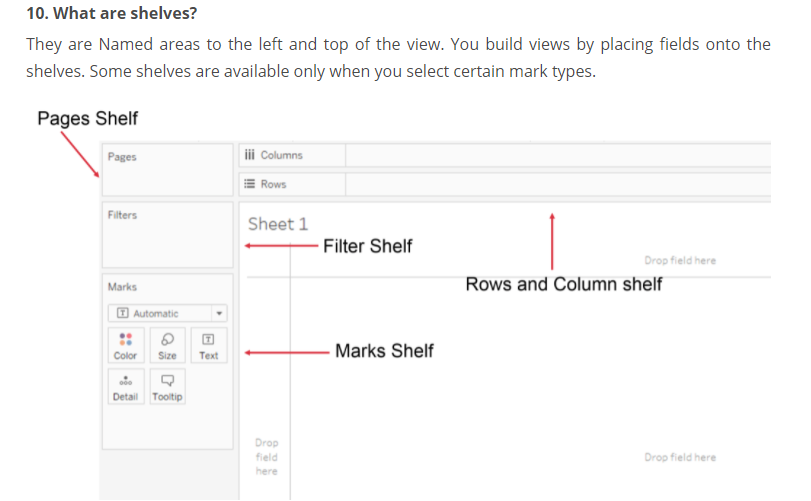 10. What are shelves?
They are Named areas to the left and top of the view. You build views by placing fields onto the
shelves. Some shelves are available only when you select certain mark types.
Pages Shelf
Pages
Columns
Rows
Filters
Sheet 1
Filter Shelf
Drop field here
Rows and Column shelf
Marks
Automatic
Color Size Text
Marks Shelf
Detail Tooltip
Drop
field
here
Drop field here